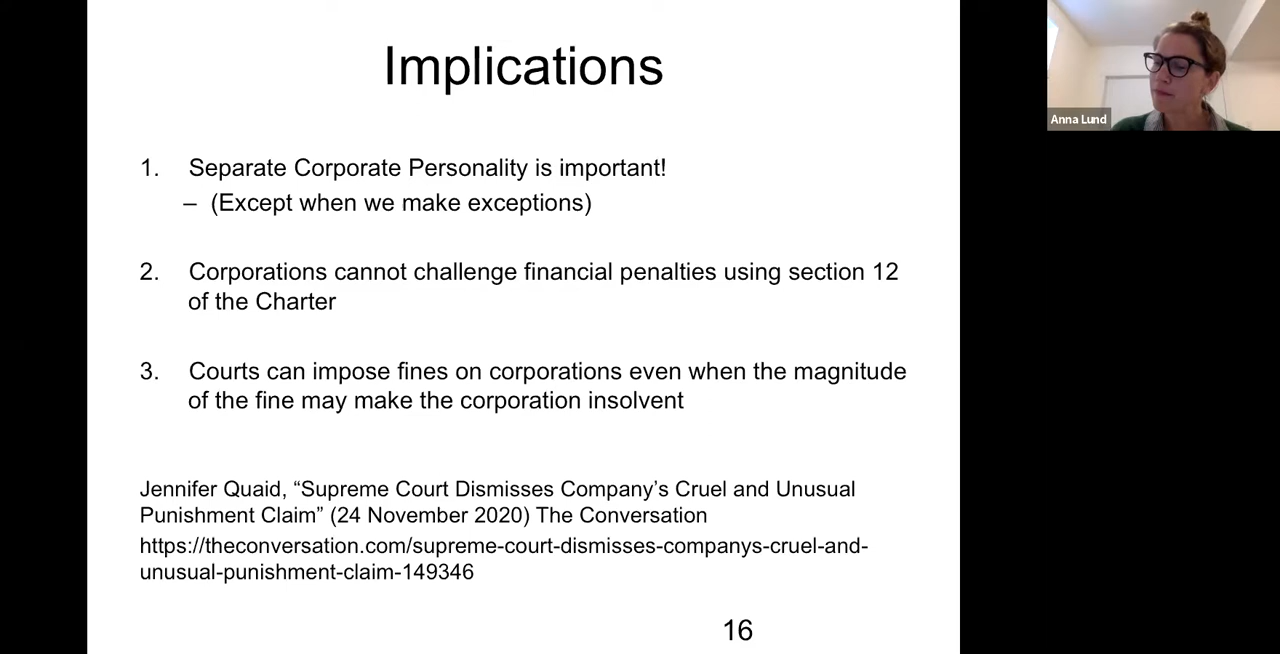 Implications
1. Separate Corporate Personality is important!
– (Except when we make exceptions)
2. Corporations cannot challenge financial penalties using section 12
of the Charter
3. Courts can impose fines on corporations even when the magnitude
of the fine may make the corporation insolvent
Jennifer Quaid, “Supreme Court Dismisses Company’s Cruel and Unusual
Punishment Claim” (24 November 2020) The Conversation
https://theconversation.com/supreme-court-dismisses-companys-cruel-and-
unusual-punishment-claim-149346
16
Anna Lund